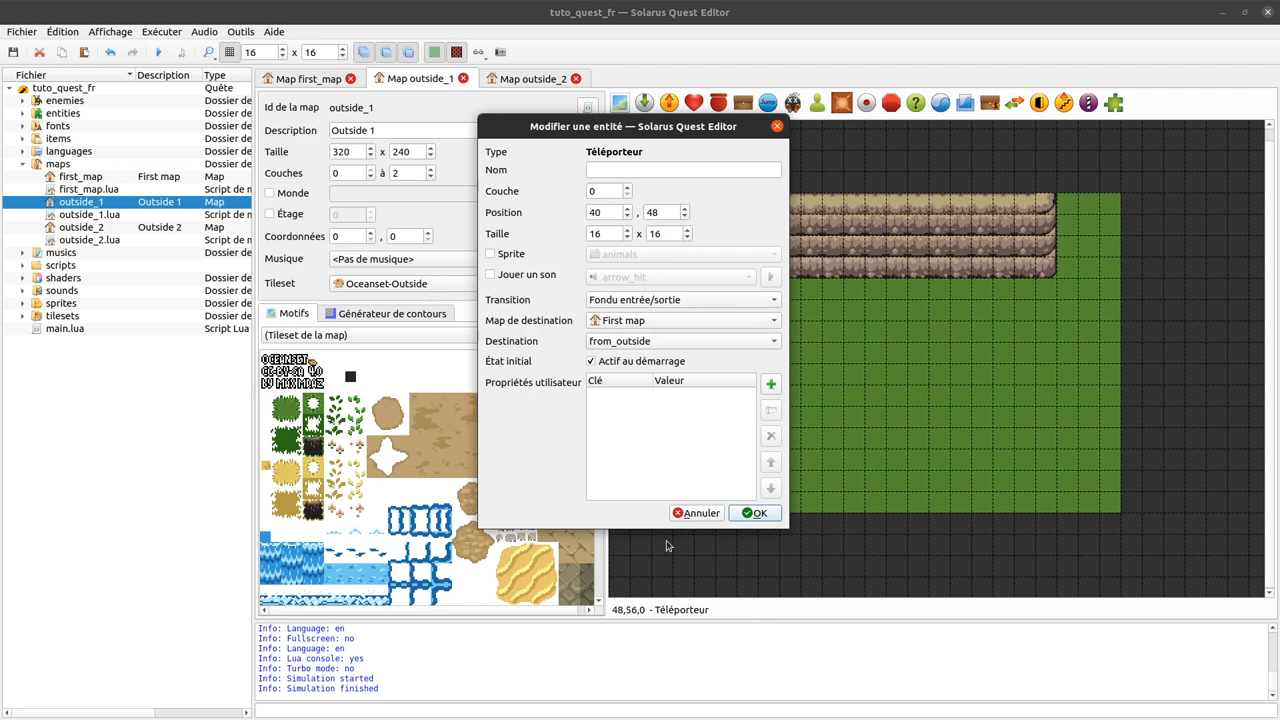 tuto_quest_fr — Solarus Quest Editor
Fichier Édition Affichage Exécuter Audio Outils Aide
16 x 16
Fichier Description Type
tuto_quest_fr Quête
enemies Dossier de
entities Dossier de
fonts Dossier de
items Dossier de
languages Dossier de
maps Dossier de
first_map First map Map
first_map.lua Script de m
outside_1 Outside 1 Map
outside_1.lua Script de m
outside_2 Outside 2 Map
outside_2.lua Script de m
musics Dossier de
scripts Dossier de
shaders Dossier de
sounds Dossier de
sprites Dossier de
tilesets Dossier de
main.lua Script Lua
Map first_map Map outside_1 Map outside_2
Id de la map outside_1
Description Outside 1
Taille 320 x 240
Couches 0 à 2
Monde
Étage 0
Coordonnées 0 , 0
Musique <Pas de musique>
Tileset Oceanset-Outside
Motifs Générateur de contours
(Tileset de la map)
OCEANSET
CC-BY-SA 4.0
BY MAX MRAZ
Jump
Modifier une entité — Solarus Quest Editor
Type Téléporteur
Nom
Couche 0
Position 40 , 48
Taille 16 x 16
Sprite animals
Jouer un son arrow_hit
Transition Fondu entrée/sortie
Map de destination First map
Destination from_outside
État initial Actif au démarrage
Propriétés utilisateur Clé Valeur
Annuler OK
48,56,0 - Téléporteur
Info: Language: en
Info: Fullscreen: no
Info: Language: en
Info: Lua console: yes
Info: Turbo mode: no
Info: Simulation started
Info: Simulation finished